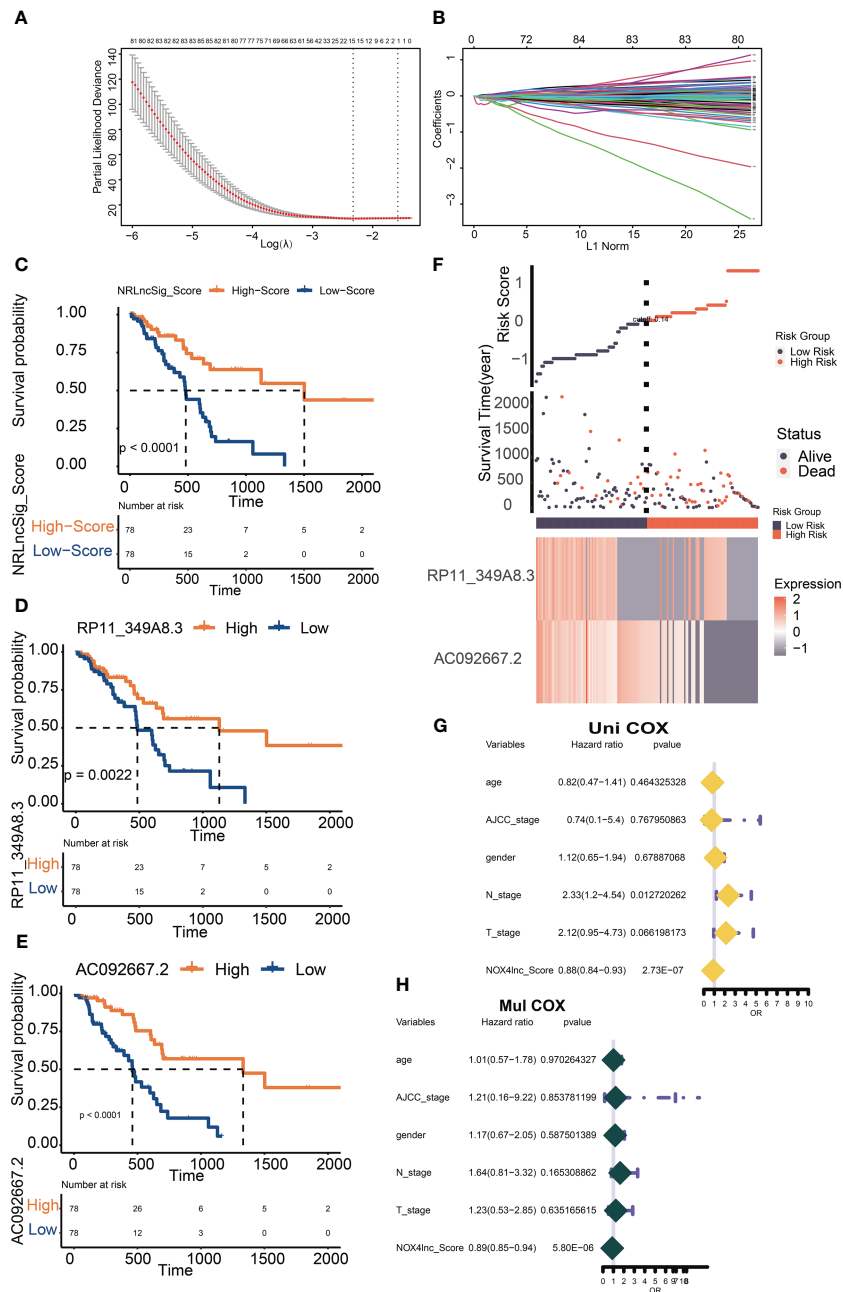 A
81 80 82 83 82 82 83 83 85 85 82 81 80 77 77 75 71 69 66 63 61 56 42 33 25 22 15 15 12 9 6 2 2 1 1 0
Partial Likelihood Deviance
140
120
100
80
60
40
20
−6 −5 −4 −3 −2
Log(λ)
B
0 72 84 83 83 80
Coefficients
1
0
−1
−2
−3
0 5 10 15 20 25
L1 Norm
C
NRLncSig_Score High−Score Low−Score
Survival probability
1.00
0.75
0.50
0.25
0.00
p < 0.0001
0 500 1000 1500 2000
Time
NRLncSig_Score
Number at risk
High−Score 78 23 7 5 2
Low−Score 78 15 2 0 0
0 500 1000 1500 2000
Time
D
RP11_349A8.3 High Low
Survival probability
1.00
0.75
0.50
0.25
0.00
p = 0.0022
0 500 1000 1500 2000
Time
RP11_349A8.3
Number at risk
High 78 23 7 5 2
Low 78 15 2 0 0
0 500 1000 1500 2000
Time
E
AC092667.2 High Low
Survival probability
1.00
0.75
0.50
0.25
0.00
p < 0.0001
0 500 1000 1500 2000
Time
AC092667.2
Number at risk
High 78 26 6 5 2
Low 78 12 3 0 0
0 500 1000 1500 2000
Time
F
Risk Score
1
0
−1
Risk Group
Low Risk
High Risk
Survival Time(year)
2000
1500
1000
500
0
Status
Alive
Dead
Risk Group
Low Risk
High Risk
RP11_349A8.3
AC092667.2
Expression
2
1
0
−1
G
Uni COX
Variables Hazard ratio pvalue
age 0.82(0.47−1.41) 0.464325328
AJCC_stage 0.74(0.1−5.4) 0.767950863
gender 1.12(0.65−1.94) 0.67887068
N_stage 2.33(1.2−4.54) 0.012720262
T_stage 2.12(0.95−4.73) 0.066198173
NOX4lnc_Score 0.88(0.84−0.93) 2.73E−07
0 1 2 3 4 5 6 7 8 9 10
OR
H
Mul COX
Variables Hazard ratio pvalue
age 1.01(0.57−1.78) 0.970264327
AJCC_stage 1.21(0.16−9.22) 0.853781199
gender 1.17(0.67−2.05) 0.587501389
N_stage 1.64(0.81−3.32) 0.165308862
T_stage 1.23(0.53−2.85) 0.635165615
NOX4lnc_Score 0.89(0.85−0.94) 5.80E−06
0 1 2 3 4 5 6
OR